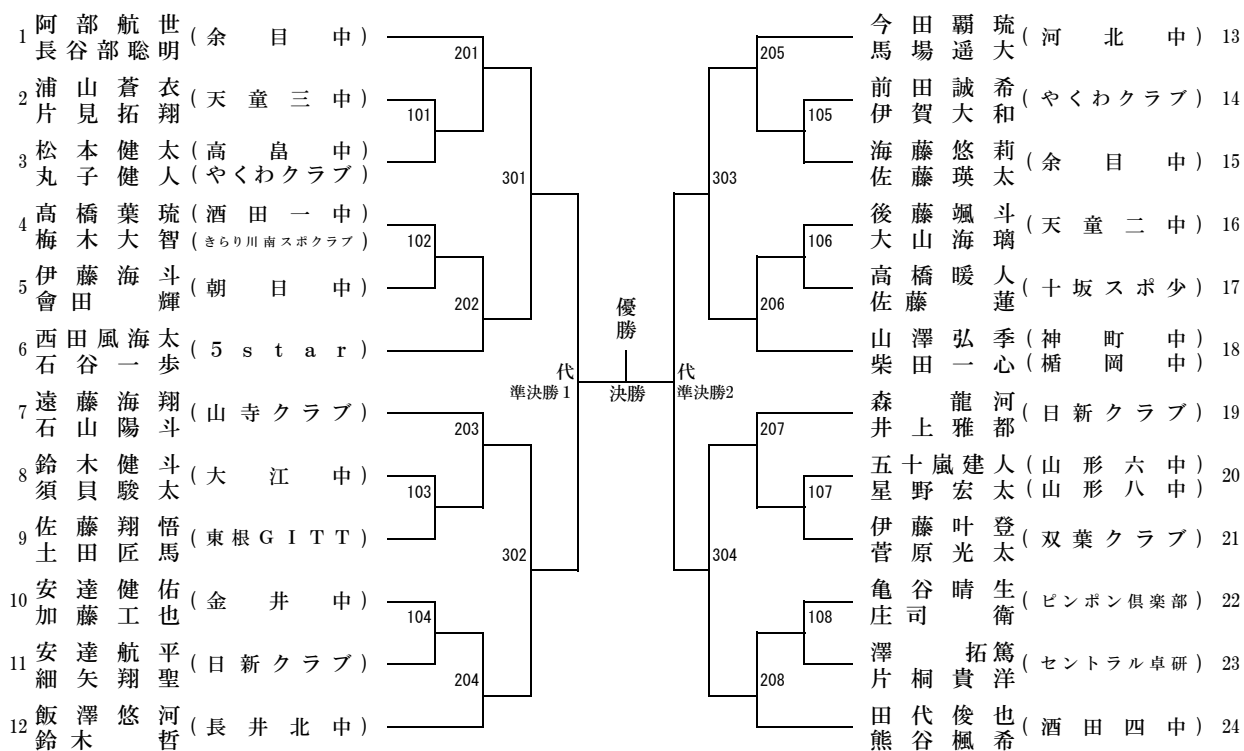 1 阿部航世 (余目中)
長谷部聡明
201
2 浦山蒼衣 (天童三中)
片見拓翔
101
3 松本健太 (高畠中)
丸子健人 (やくわクラブ)
301
4 髙橋葉琉 (酒田一中)
梅木大智 (きらり川南スポクラブ)
102
5 伊藤海斗 (朝日中)
會田輝
202
6 西田風海太 (5star)
石谷一歩
代
準決勝1
7 遠藤海翔 (山寺クラブ)
石山陽斗
203
8 鈴木健斗 (大江中)
須貝駿太
103
9 佐藤翔悟 (東根GITT)
土田匠馬
302
10 安達健佑 (金井中)
加藤工也
104
11 安達航平 (日新クラブ)
細矢翔聖
204
12 飯澤悠河 (長井北中)
鈴木哲
優勝
決勝
今田覇琉 (河北中) 13
馬場遥大
205
前田誠希 (やくわクラブ) 14
伊賀大和
105
海藤悠莉 (余目中) 15
佐藤瑛太
303
後藤颯斗 (天童二中) 16
大山海璃
106
高橋暖人 (十坂スポ少) 17
佐藤蓮
206
山澤弘季 (神町中) 18
柴田一心 (楯岡中)
代
準決勝2
森龍河 (日新クラブ) 19
井上雅都
207
五十嵐建人 (山形六中) 20
星野宏太 (山形八中)
107
伊藤叶登 (双葉クラブ) 21
菅原光太
304
亀谷晴生 (ピンポン倶楽部) 22
庄司衛
108
澤拓篤 (セントラル卓研) 23
片桐貴洋
208
田代俊也 (酒田四中) 24
熊谷楓希